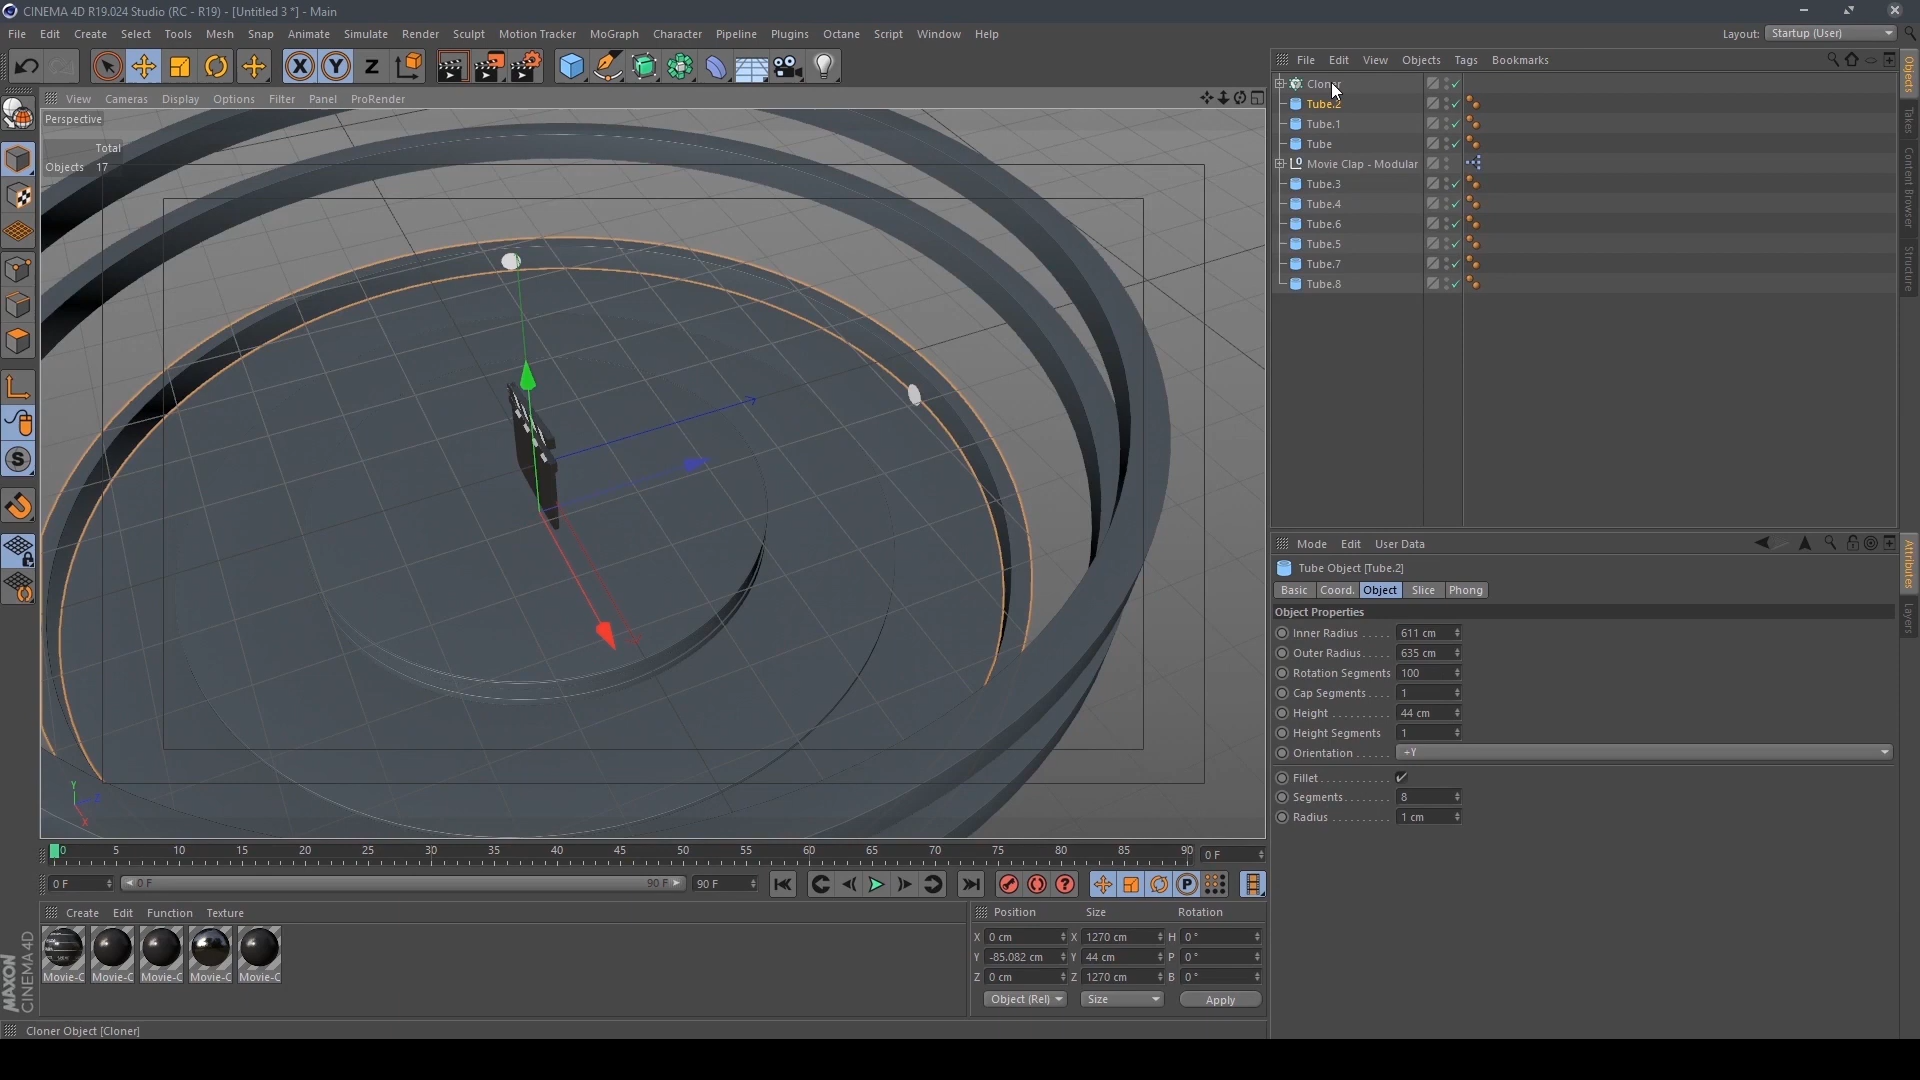 CINEMA 4D R19.024 Studio (RC - R19) - [Untitled 3 *] - Main
File Edit Create Select Tools Mesh Snap Animate Simulate Render Sculpt Motion Tracker MoGraph Character Pipeline Plugins Octane Script Window Help Layout: Startup (User)
X Y Z
View Cameras Display Options Filter Panel ProRender
Perspective
Total
Objects 17
Y
X
File Edit View Objects Tags Bookmarks
Cloner
Tube.2
Tube.1
Tube
Movie Clap - Modular
Tube.3
Tube.4
Tube.6
Tube.5
Tube.7
Tube.8
Objects
Takes
Content Browser
Structure
Mode Edit User Data
Tube Object [Tube.2]
Basic Coord. Object Slice Phong
Object Properties
Inner Radius . . . . . 611 cm
Outer Radius. . . . . 635 cm
Rotation Segments 100
Cap Segments . . . . 1
Height . . . . . . . . . . 44 cm
Height Segments 1
Orientation . . . . . . +Y
Fillet . . . . . . . . . . . .
Segments. . . . . . . . 8
Radius . . . . . . . . . . 1 cm
Attributes
Layers
0 5 10 15 20 25 30 35 40 45 50 55 60 65 70 75 80 85 90 0 F
0 F 0 F 90 F 90 F
Create Edit Function Texture
Movie-C Movie-C Movie-C Movie-C Movie-C
MAXON
CINEMA 4D
Position Size Rotation
X 0 cm X 1270 cm H 0 °
Y -85.082 cm Y 44 cm P 0 °
Z 0 cm Z 1270 cm B 0 °
Object (Rel) Size Apply
Cloner Object [Cloner]